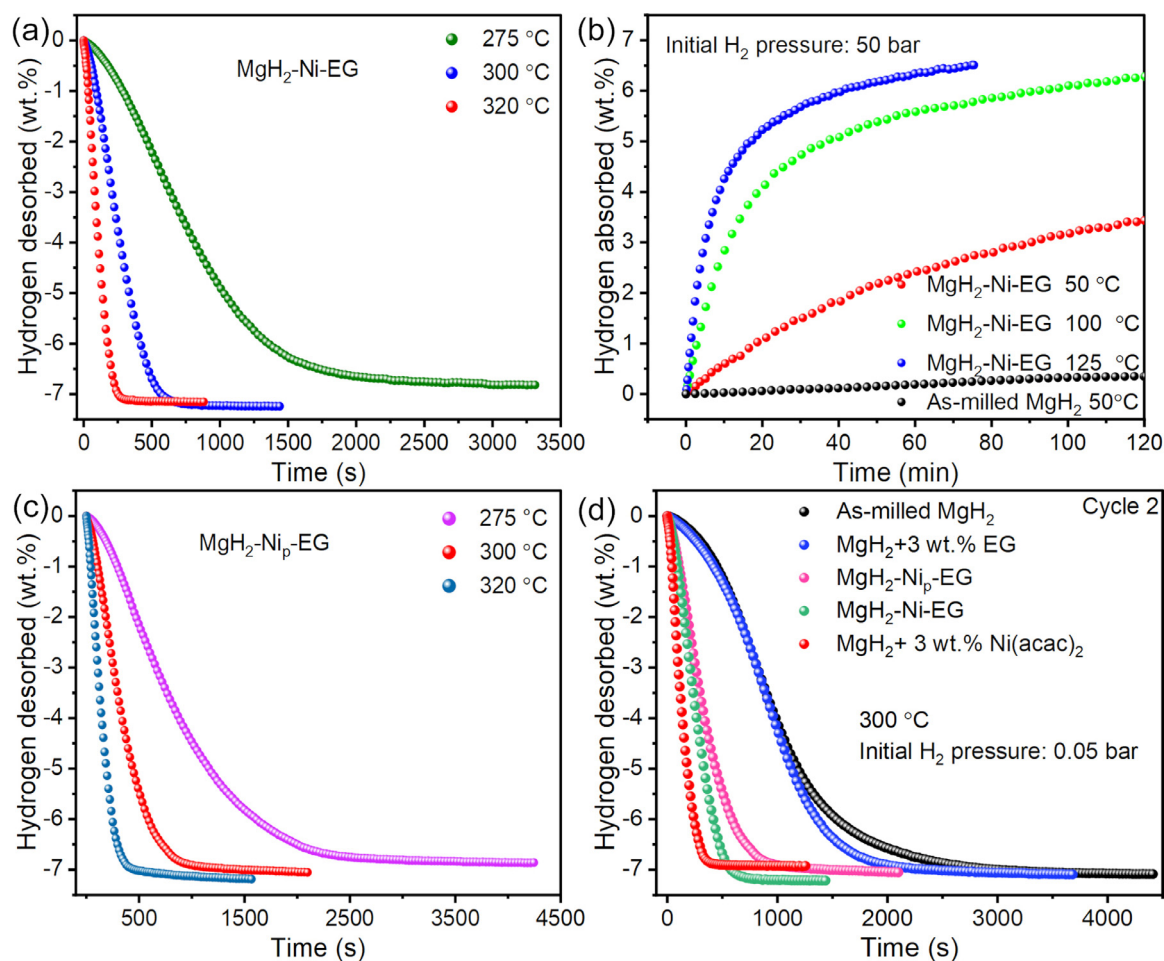 (a)
0
-1
-2
-3
-4
-5
-6
-7
Hydrogen desorbed (wt.%)
MgH₂-Ni-EG
275 °C
300 °C
320 °C
0 500 1000 1500 2000 2500 3000 3500
Time (s)
(b)
7
6
5
4
3
2
1
0
Hydrogen absorbed (wt.%)
Initial H₂ pressure: 50 bar
MgH₂-Ni-EG 50 °C
MgH₂-Ni-EG 100 °C
MgH₂-Ni-EG 125 °C
As-milled MgH₂ 50°C
0 20 40 60 80 100 120
Time (min)
(c)
0
-1
-2
-3
-4
-5
-6
-7
Hydrogen desorbed (wt.%)
MgH₂-Niₚ-EG
275 °C
300 °C
320 °C
500 1500 2500 3500 4500
Time (s)
(d)
0
-1
-2
-3
-4
-5
-6
-7
Hydrogen desorbed (wt.%)
Cycle 2
As-milled MgH₂
MgH₂+3 wt.% EG
MgH₂-Niₚ-EG
MgH₂-Ni-EG
MgH₂+ 3 wt.% Ni(acac)₂
300 °C
Initial H₂ pressure: 0.05 bar
0 1000 2000 3000 4000
Time (s)